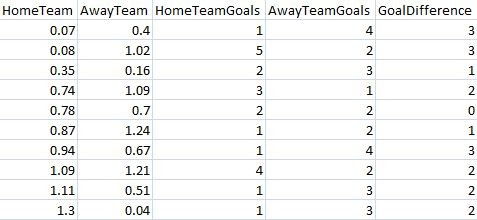 HomeTeam AwayTeam HomeTeamGoals AwayTeamGoals GoalDifference
0.07 0.4 1 4 3
0.08 1.02 5 2 3
0.35 0.16 2 3 1
0.74 1.09 3 1 2
0.78 0.7 2 2 0
0.87 1.24 1 2 1
0.94 0.67 1 4 3
1.09 1.21 4 2 2
1.11 0.51 1 3 2
1.3 0.04 1 3 2